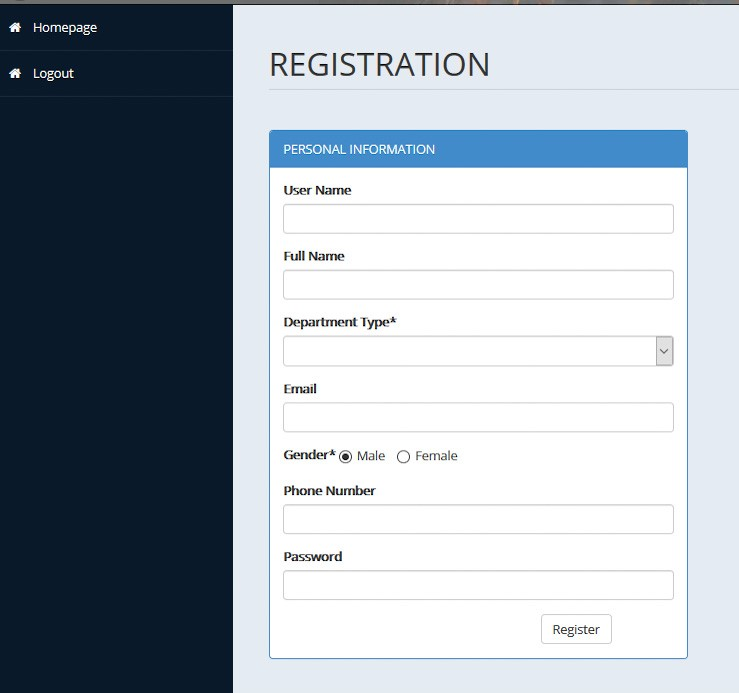 Homepage
Logout
REGISTRATION
PERSONAL INFORMATION
User Name
Full Name
Department Type*
Email
Gender* Male Female
Phone Number
Password
Register